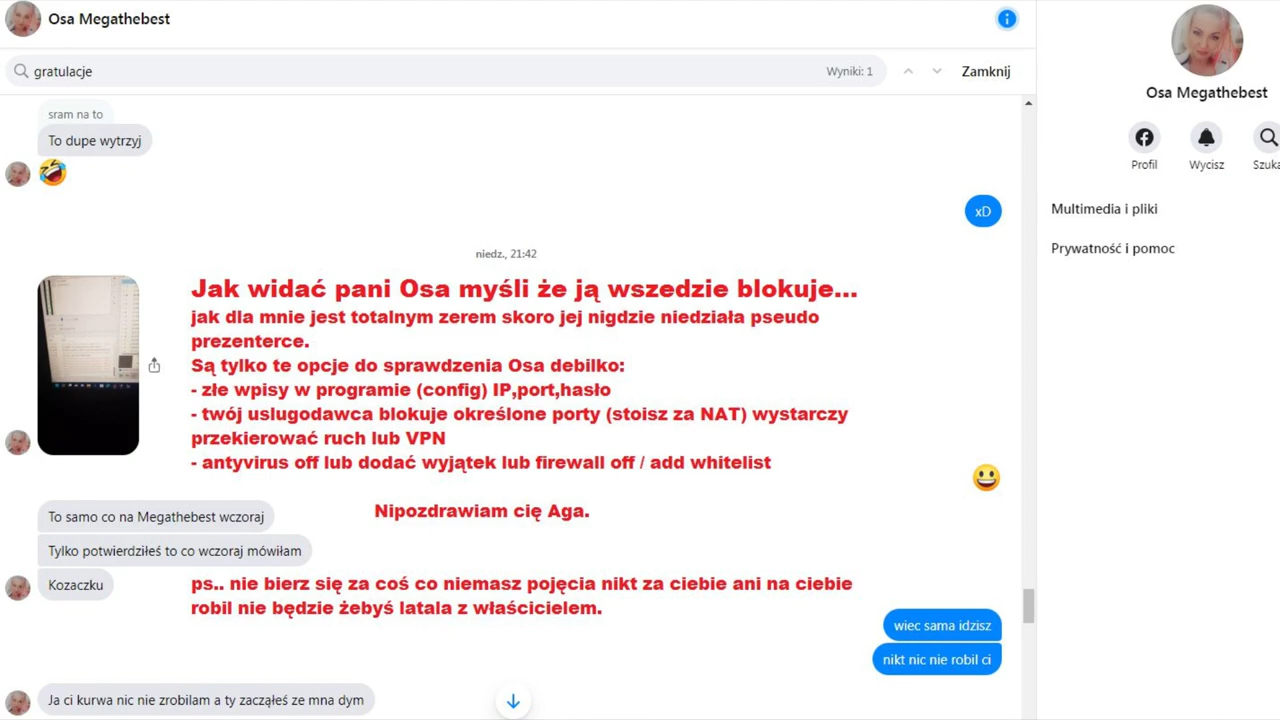 Osa Megathebest
gratulacje
Wyniki: 1
Zamknij
Osa Megathebest
Profil
Wycisz
Szuka
Multimedia i pliki
Prywatność i pomoc
sram na to
To dupe wytrzyj
xD
niedz., 21:42
Jak widać pani Osa myśli że ją wszedzie blokuje...
jak dla mnie jest totalnym zerem skoro jej nigdzie niedziała pseudo
prezenterce.
Są tylko te opcje do sprawdzenia Osa debilko:
- złe wpisy w programie (config) IP,port,hasło
- twój uslugodawca blokuje określone porty (stoisz za NAT) wystarczy
przekierować ruch lub VPN
- antyvirus off lub dodać wyjątek lub firewall off / add whitelist
Nipozdrawiam cię Aga.
To samo co na Megathebest wczoraj
Tylko potwierdziłeś to co wczoraj mówiłam
Kozaczku
ps.. nie bierz się za coś co niemasz pojęcia nikt za ciebie ani na ciebie
robil nie będzie żebyś latala z właścicielem.
wiec sama idzisz
nikt nic nie robil ci
Ja ci kurwa nic nie zrobilam a ty zacząłeś ze mna dym